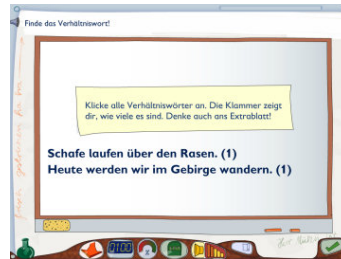 Finde das Verhältniswort!
Klicke alle Verhältniswörter an. Die Klammer zeigt
dir, wie viele es sind. Denke auch ans Extrablatt!
Schafe laufen über den Rasen. (1)
Heute werden wir im Gebirge wandern. (1)
0100